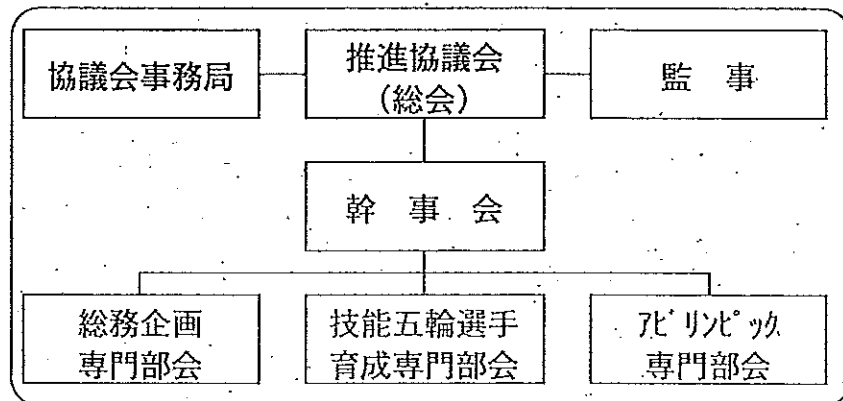 協議会事務局
推進協議会
(総会)
監 事
幹 事 会
総務企画
専門部会
技能五輪選手
育成専門部会
ｱﾋﾞﾘﾝﾋﾟｯｸ
専門部会